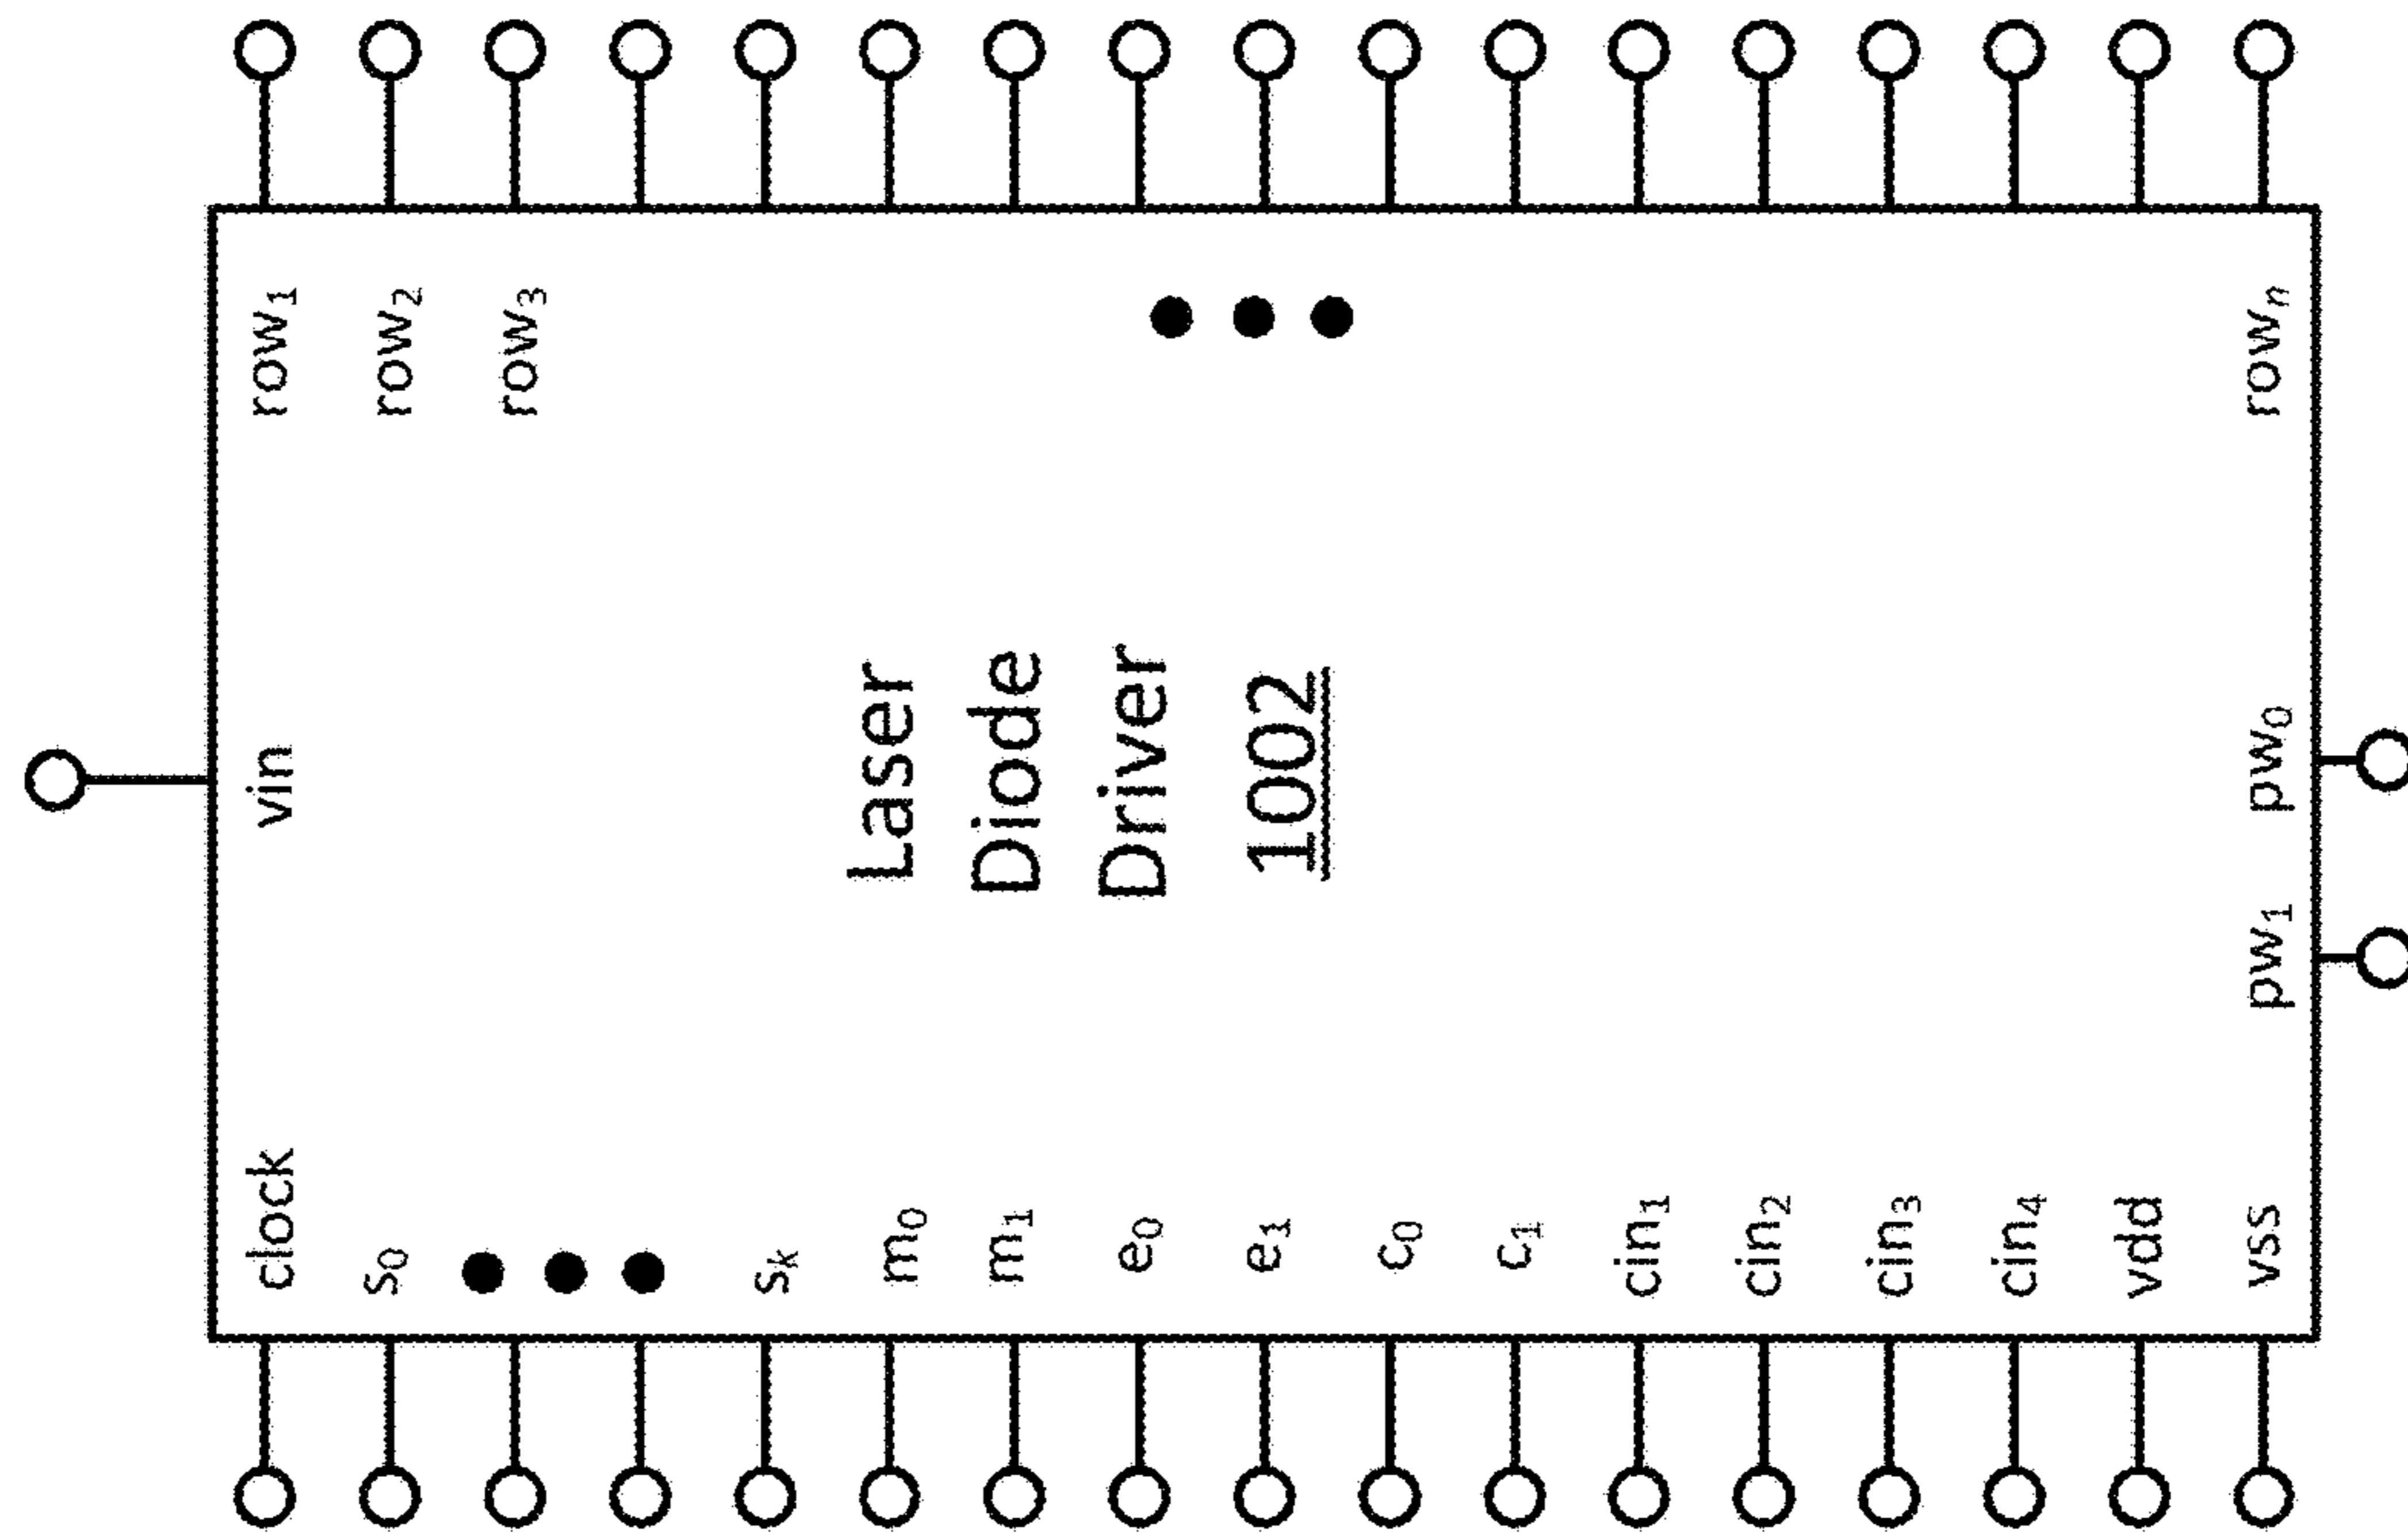 vin
clock
s₀
sₖ
m₀
m₁
e₀
e₁
c₀
c₁
cin₁
cin₂
cin₃
cin₄
vdd
vss
Laser
Diode
Driver
1002
row₁
row₂
row₃
rowₙ
pw₁
pw₀